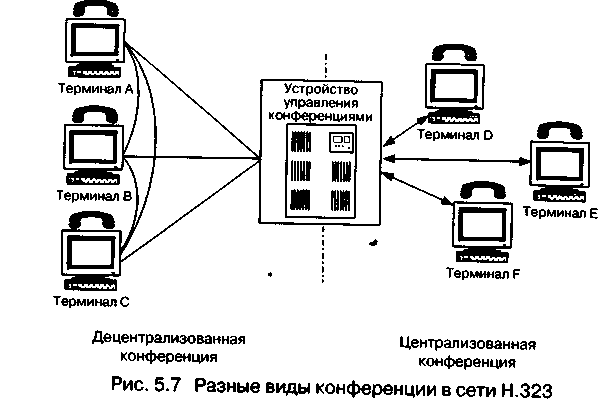 Терминал A
Терминал B
Терминал C
Устройство
управления
конференциями
Терминал D
Терминал E
Терминал F
Децентрализованная
конференция
Централизованная
конференция
Рис. 5.7 Разные виды конференции в сети H.323